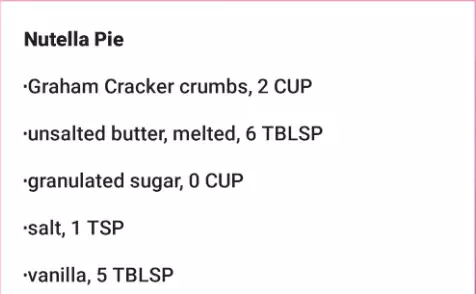 Nutella Pie
·Graham Cracker crumbs, 2 CUP
·unsalted butter, melted, 6 TBLSP
·granulated sugar, 0 CUP
·salt, 1 TSP
·vanilla, 5 TBLSP